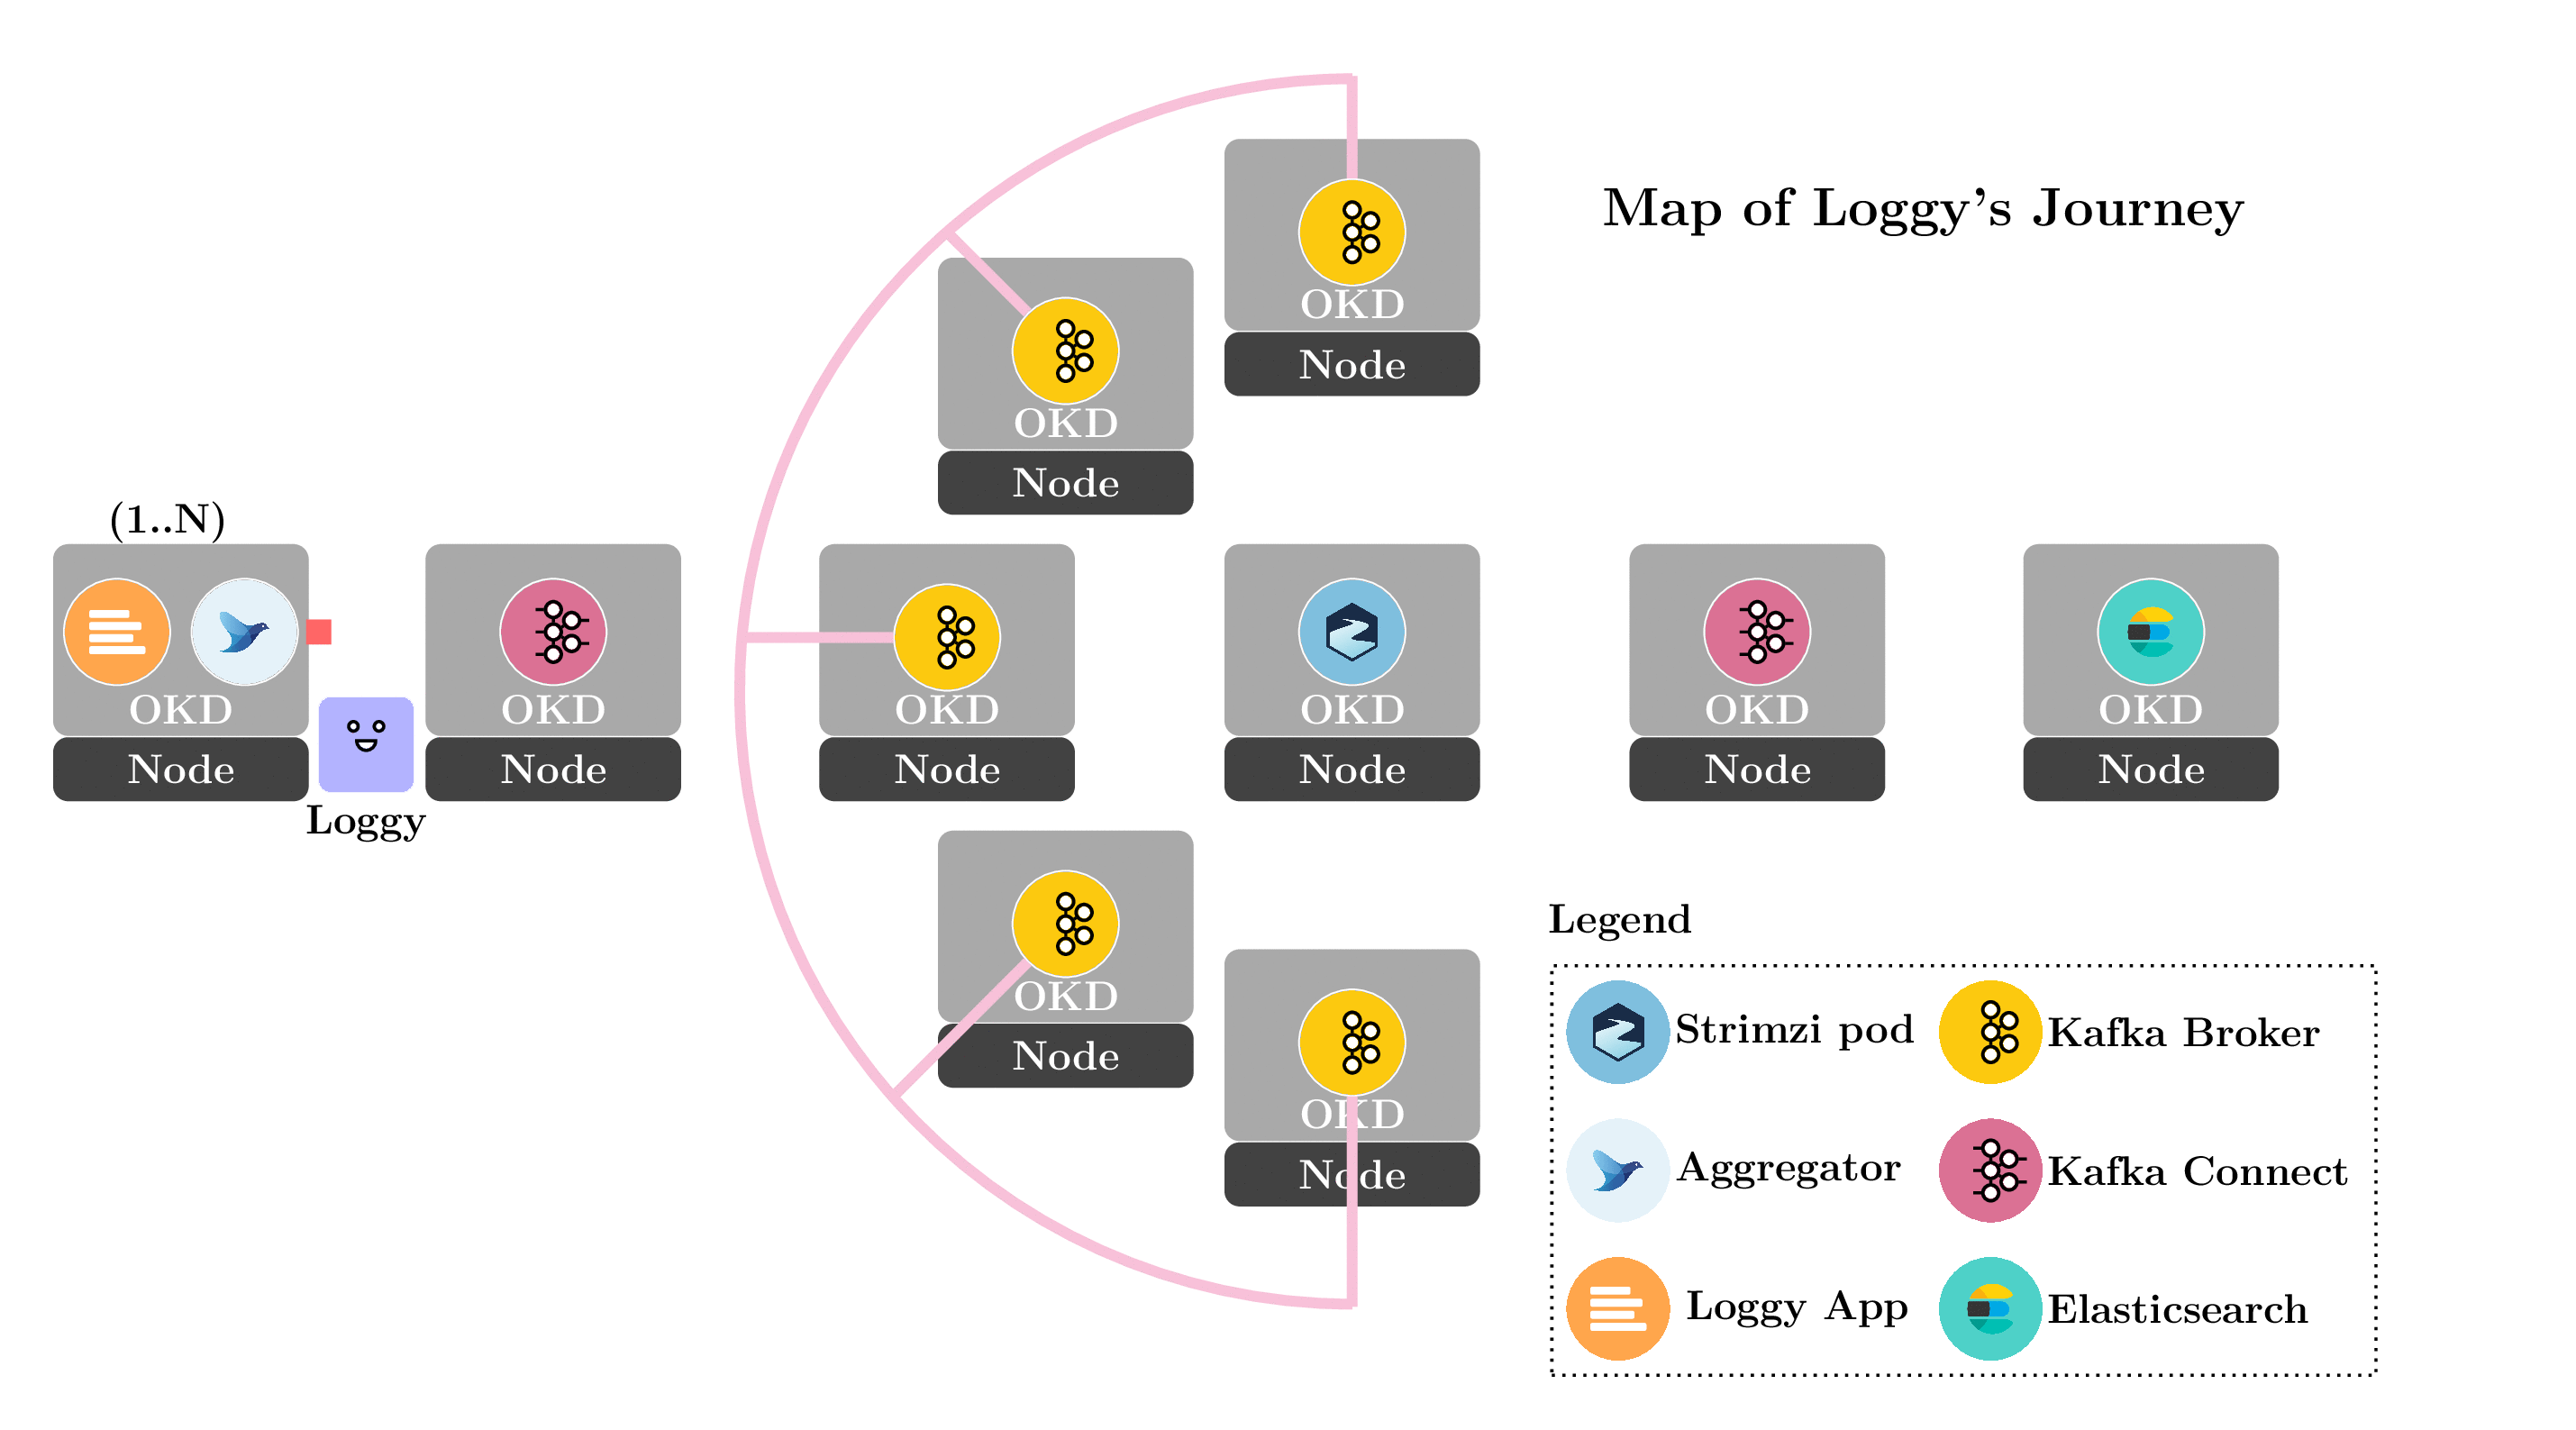 Map of Loggy's Journey
OKD
Node
OKD
Node
(1..N)
OKD
Node
Loggy
OKD
Node
OKD
Node
OKD
Node
OKD
Node
OKD
Node
OKD
Node
OKD
Node
Legend
Strimzi pod
Kafka Broker
Aggregator
Kafka Connect
Loggy App
Elasticsearch